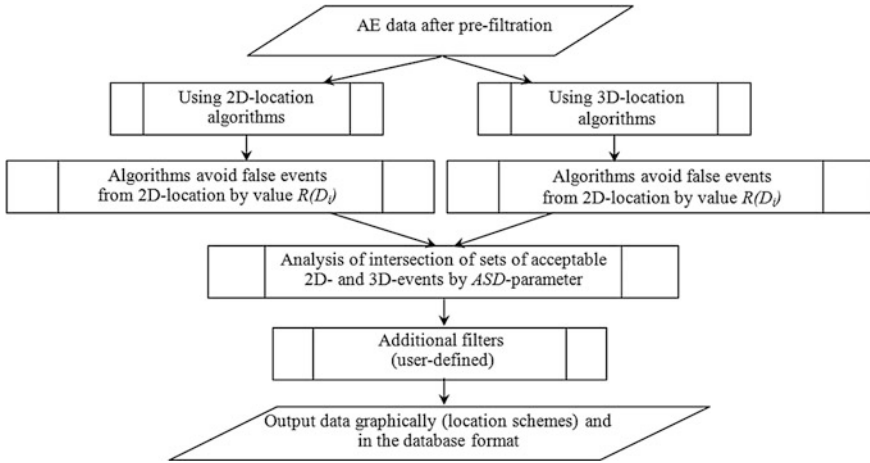 AE data after pre-filtration
Using 2D-location
algorithms
Using 3D-location
algorithms
Algorithms avoid false events
from 2D-location by value R(Di)
Algorithms avoid false events
from 2D-location by value R(Di)
Analysis of intersection of sets of acceptable
2D- and 3D-events by ASD-parameter
Additional filters
(user-defined)
Output data graphically (location schemes) and
in the database format